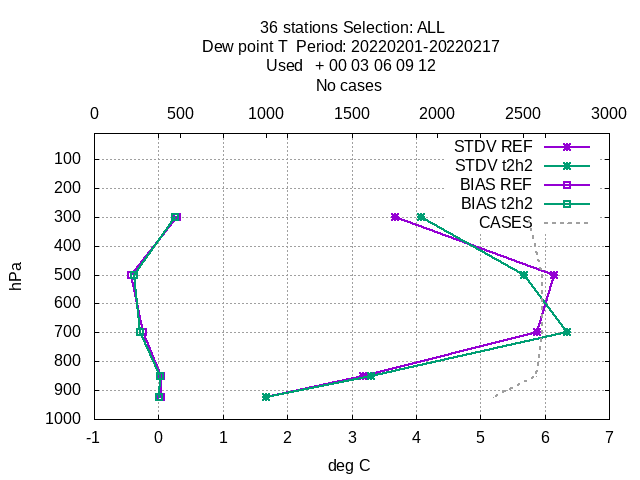 36 stations Selection: ALL
Dew point T  Period: 20220201-20220217
Used   + 00 03 06 09 12
No cases
0 500 1000 1500 2000 2500 3000
STDV REF
STDV t2h2
BIAS REF
BIAS t2h2
CASES
100
200
300
400
500
600
700
800
900
1000
hPa
-1 0 1 2 3 4 5 6 7
deg C